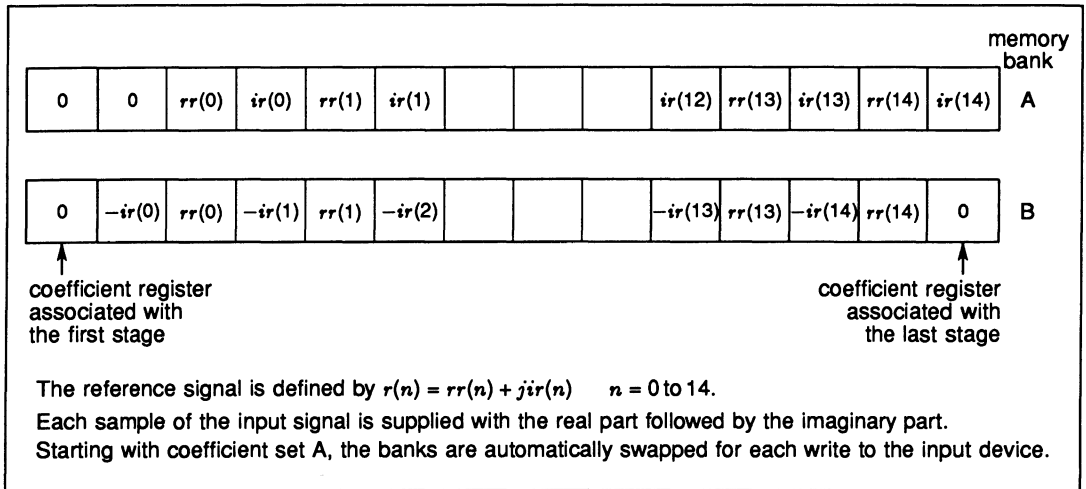 memory
bank
0 0 rr(0) ir(0) rr(1) ir(1) ir(12) rr(13) ir(13) rr(14) ir(14) A
0 −ir(0) rr(0) −ir(1) rr(1) −ir(2) −ir(13) rr(13) −ir(14) rr(14) 0 B
coefficient register
associated with
the first stage
coefficient register
associated with
the last stage
The reference signal is defined by r(n) = rr(n) + jir(n) n = 0 to 14.
Each sample of the input signal is supplied with the real part followed by the imaginary part.
Starting with coefficient set A, the banks are automatically swapped for each write to the input device.